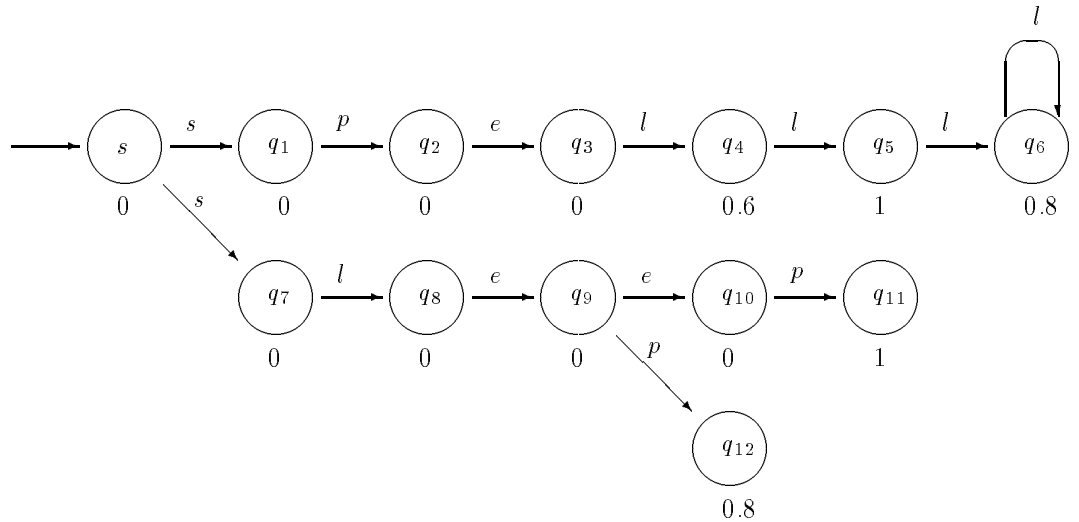 l
s p e l l l
s q₁ q₂ q₃ q₄ q₅ q₆
0 0 0 0 0.6 1 0.8
s
l e e p
q₇ q₈ q₉ q₁₀ q₁₁
0 0 0 0 1
p
q₁₂
0.8